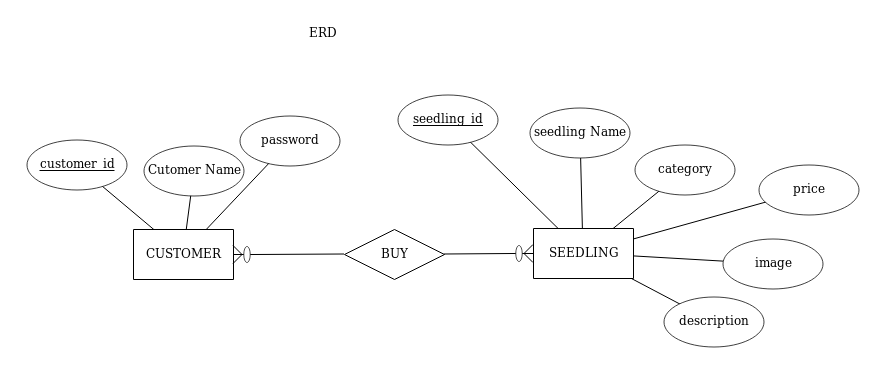 ERD
seedling_id
seedling Name
password
customer_id
Cutomer Name
category
price
CUSTOMER
BUY
SEEDLING
image
description